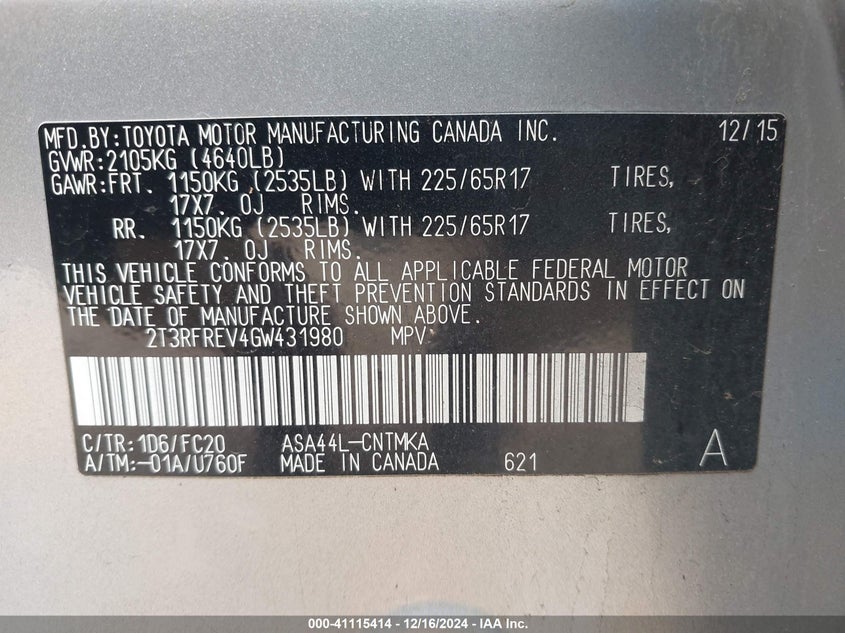 MFD.BY:TOYOTA MOTOR MANUFACTURING CANADA INC. 12/15
GVWR:2105KG (4640LB)
GAWR:FRT. 1150KG (2535LB) WITH 225/65R17 TIRES,
17X7. 0J RIMS.
RR. 1150KG (2535LB) WITH 225/65R17 TIRES,
17X7. 0J RIMS.
THIS VEHICLE CONFORMS TO ALL APPLICABLE FEDERAL MOTOR
VEHICLE SAFETY AND THEFT PREVENTION STANDARDS IN EFFECT ON
THE DATE OF MANUFACTURE SHOWN ABOVE.
2T3RFREV4GW431980 MPV
C/TR:1D6/FC20 ASA44L-CNTMKA
A/TM:-01A/U760F MADE IN CANADA 621 A
000-41115414 - 12/16/2024 - IAA Inc.